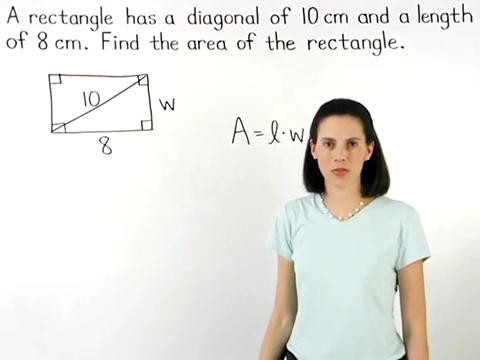 A rectangle has a diagonal of 10 cm and a length
of 8 cm. Find the area of the rectangle.
10
w
8
A = l · w